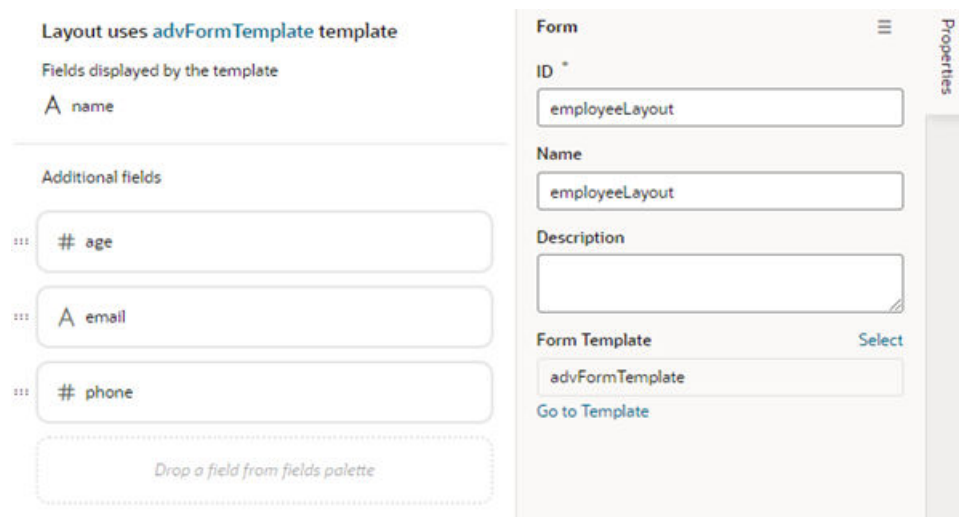 Layout uses advFormTemplate template
Fields displayed by the template
A name
Additional fields
# age
A email
# phone
Drop a field from fields palette
Form
ID *
employeeLayout
Name
employeeLayout
Description
Form Template Select
advFormTemplate
Go to Template
Properties